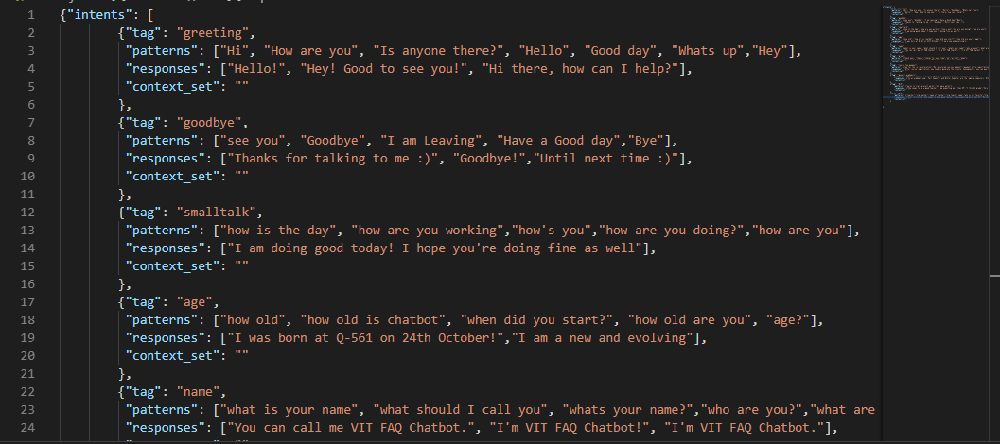 1 {"intents": [
2 {"tag": "greeting",
3 "patterns": ["Hi", "How are you", "Is anyone there?", "Hello", "Good day", "Whats up","Hey"],
4 "responses": ["Hello!", "Hey! Good to see you!", "Hi there, how can I help?"],
5 "context_set": ""
6 },
7 {"tag": "goodbye",
8 "patterns": ["see you", "Goodbye", "I am Leaving", "Have a Good day","Bye"],
9 "responses": ["Thanks for talking to me :)", "Goodbye!","Until next time :)"],
10 "context_set": ""
11 },
12 {"tag": "smalltalk",
13 "patterns": ["how is the day", "how are you working","how's you","how are you doing?","how are you"],
14 "responses": ["I am doing good today! I hope you're doing fine as well"],
15 "context_set": ""
16 },
17 {"tag": "age",
18 "patterns": ["how old", "how old is chatbot", "when did you start?", "how old are you", "age?"],
19 "responses": ["I was born at Q-561 on 24th October!","I am a new and evolving"],
20 "context_set": ""
21 },
22 {"tag": "name",
23 "patterns": ["what is your name", "what should I call you", "whats your name?","who are you?","what are
24 "responses": ["You can call me VIT FAQ Chatbot.", "I'm VIT FAQ Chatbot!", "I'm VIT FAQ Chatbot."],